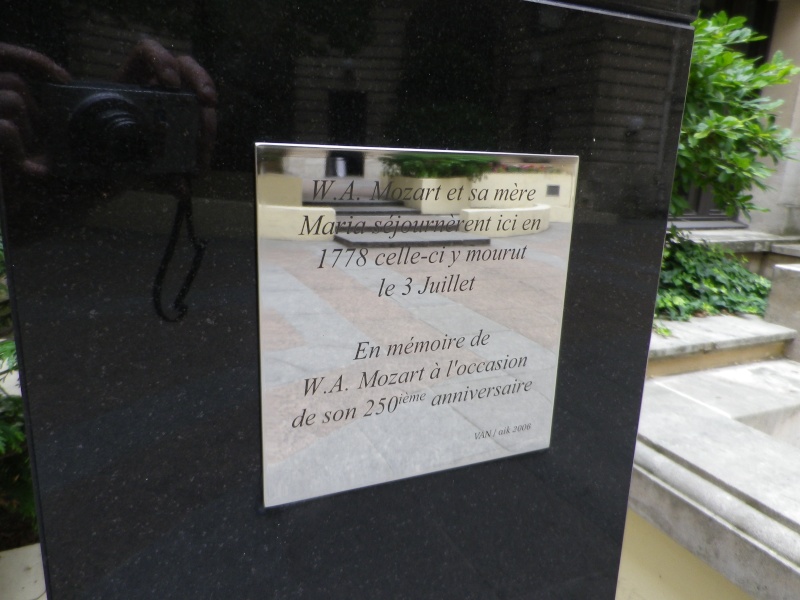 W.A. Mozart et sa mère
Maria séjournèrent ici en
1778 celle-ci y mourut
le 3 Juillet
En mémoire de
W.A. Mozart à l'occasion
de son 250ième anniversaire
VAN / uik 2006